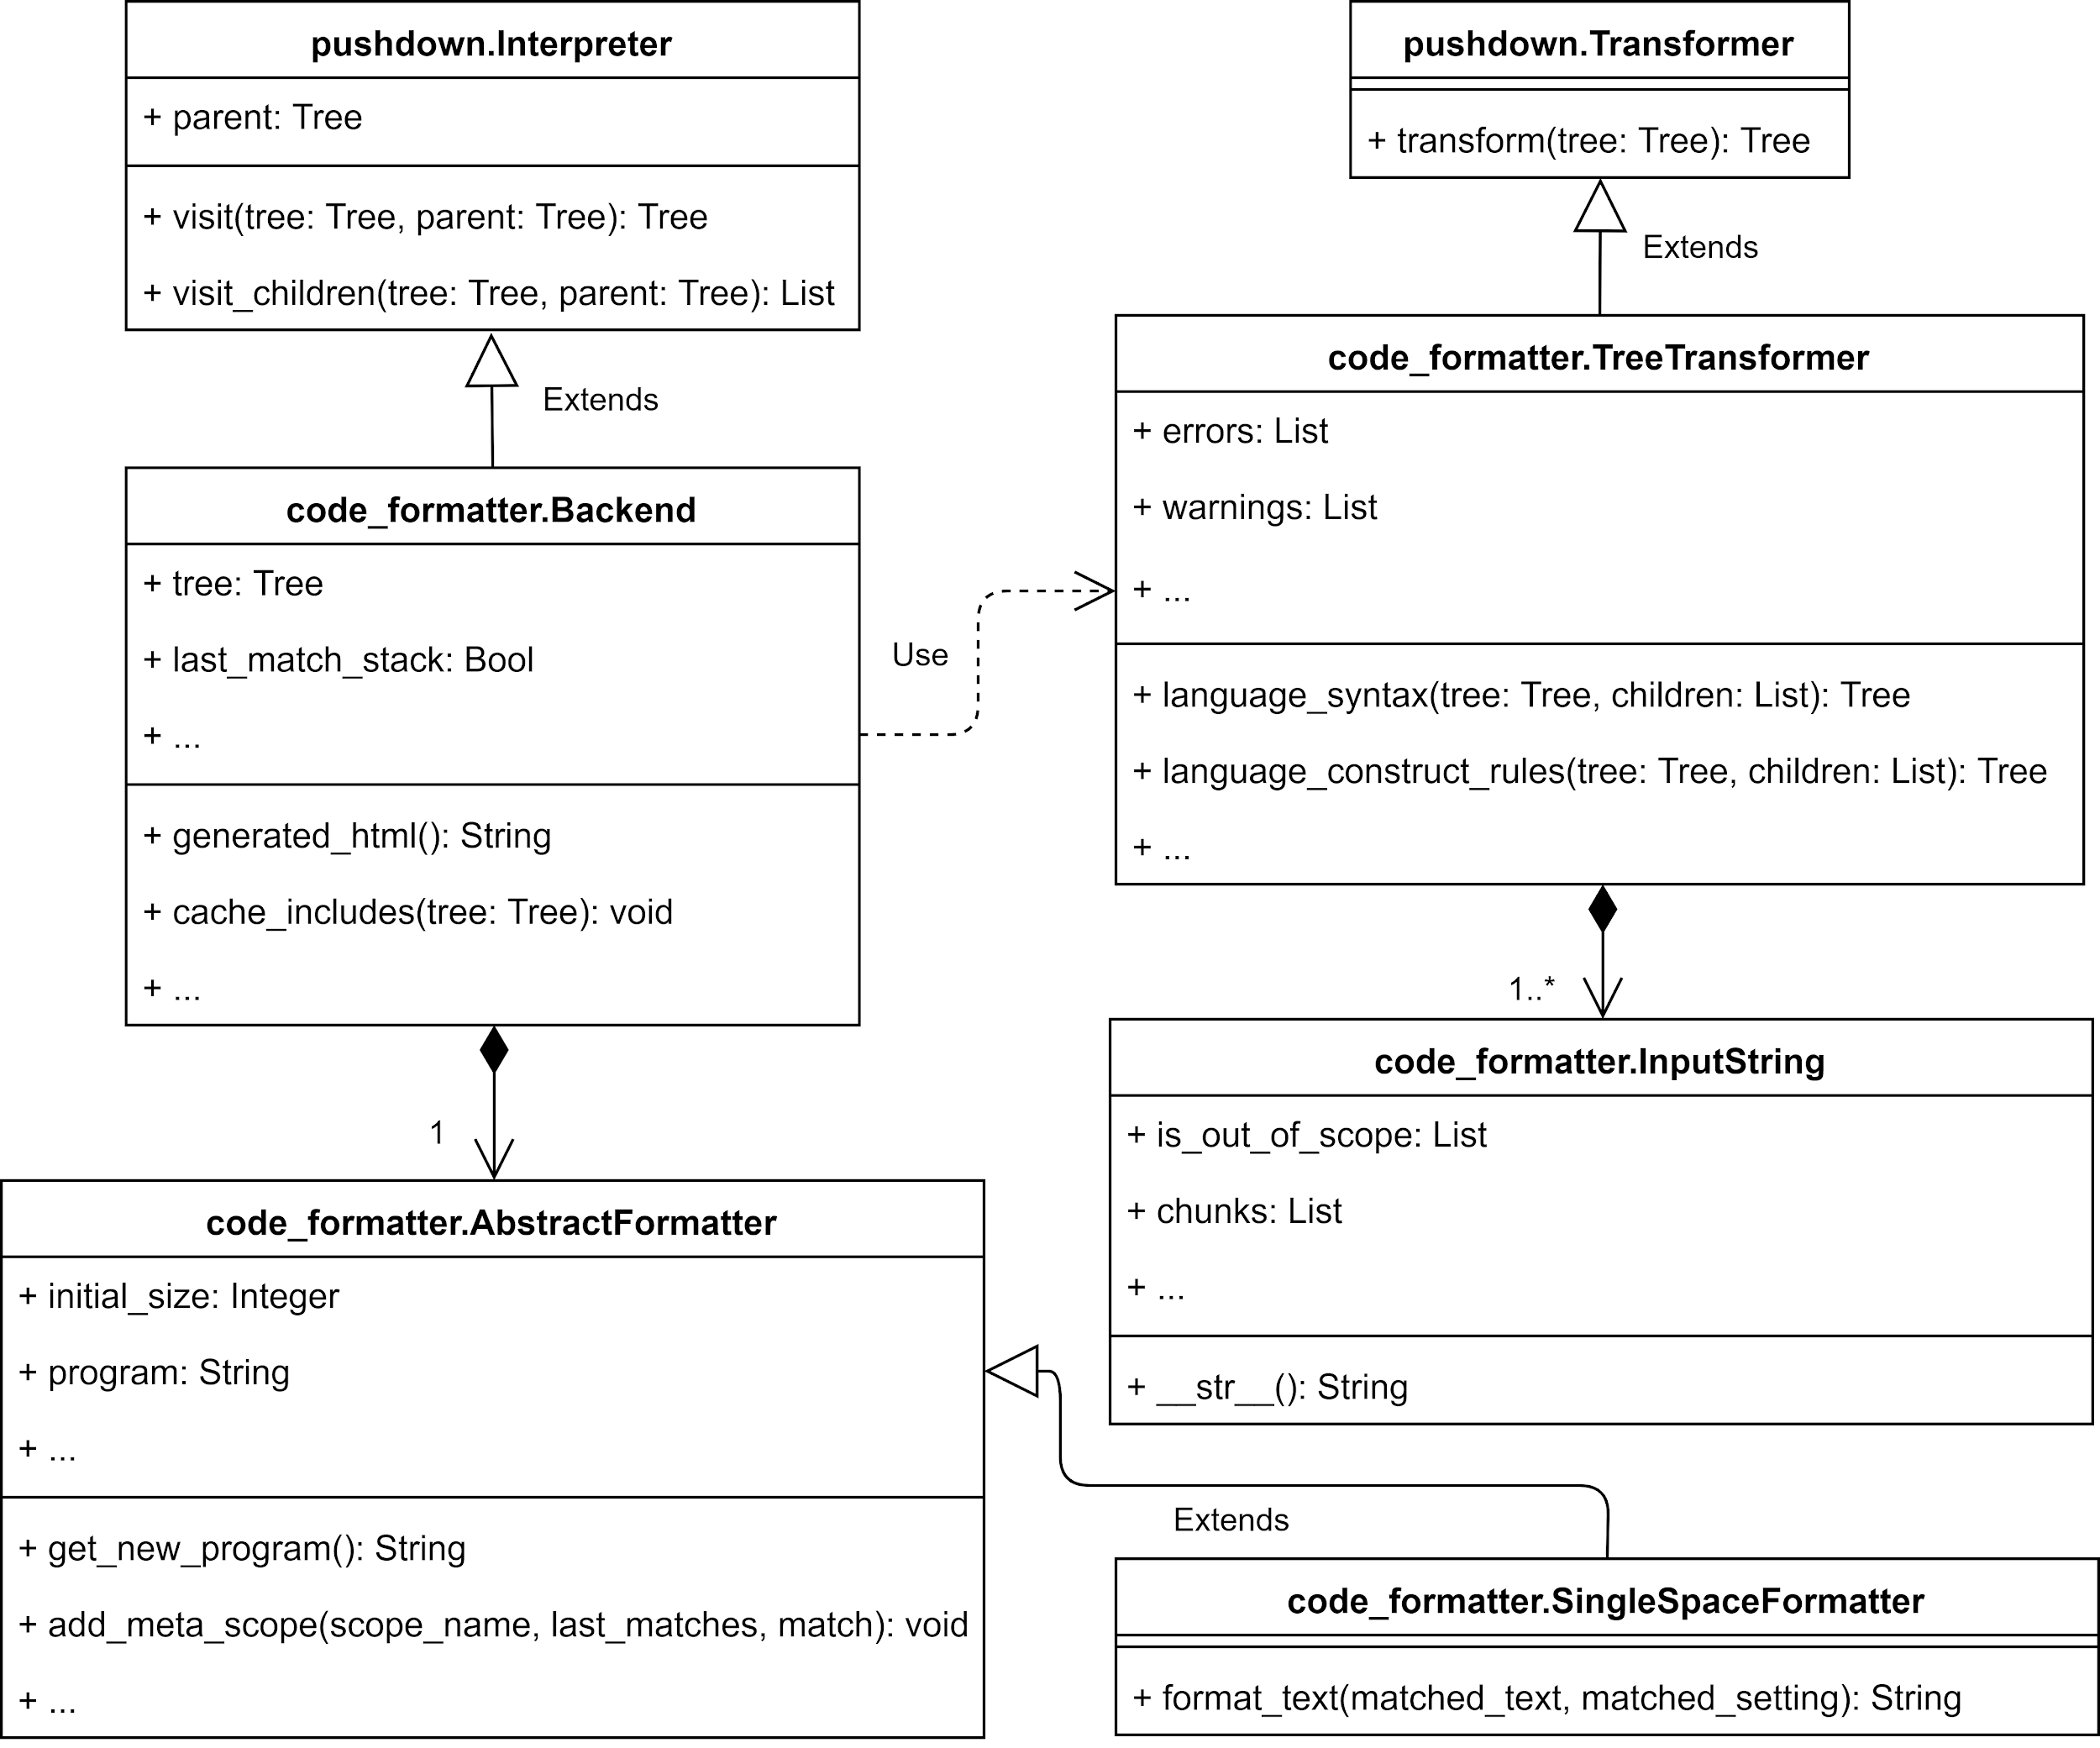 pushdown.Interpreter
+ parent: Tree
+ visit(tree: Tree, parent: Tree): Tree
+ visit_children(tree: Tree, parent: Tree): List
pushdown.Transformer
+ transform(tree: Tree): Tree
Extends
Extends
code_formatter.Backend
+ tree: Tree
+ last_match_stack: Bool
+ ...
+ generated_html(): String
+ cache_includes(tree: Tree): void
+ ...
Use
code_formatter.TreeTransformer
+ errors: List
+ warnings: List
+ ...
+ language_syntax(tree: Tree, children: List): Tree
+ language_construct_rules(tree: Tree, children: List): Tree
+ ...
1
1..*
code_formatter.AbstractFormatter
+ initial_size: Integer
+ program: String
+ ...
+ get_new_program(): String
+ add_meta_scope(scope_name, last_matches, match): void
+ ...
code_formatter.InputString
+ is_out_of_scope: List
+ chunks: List
+ ...
+ __str__(): String
Extends
code_formatter.SingleSpaceFormatter
+ format_text(matched_text, matched_setting): String